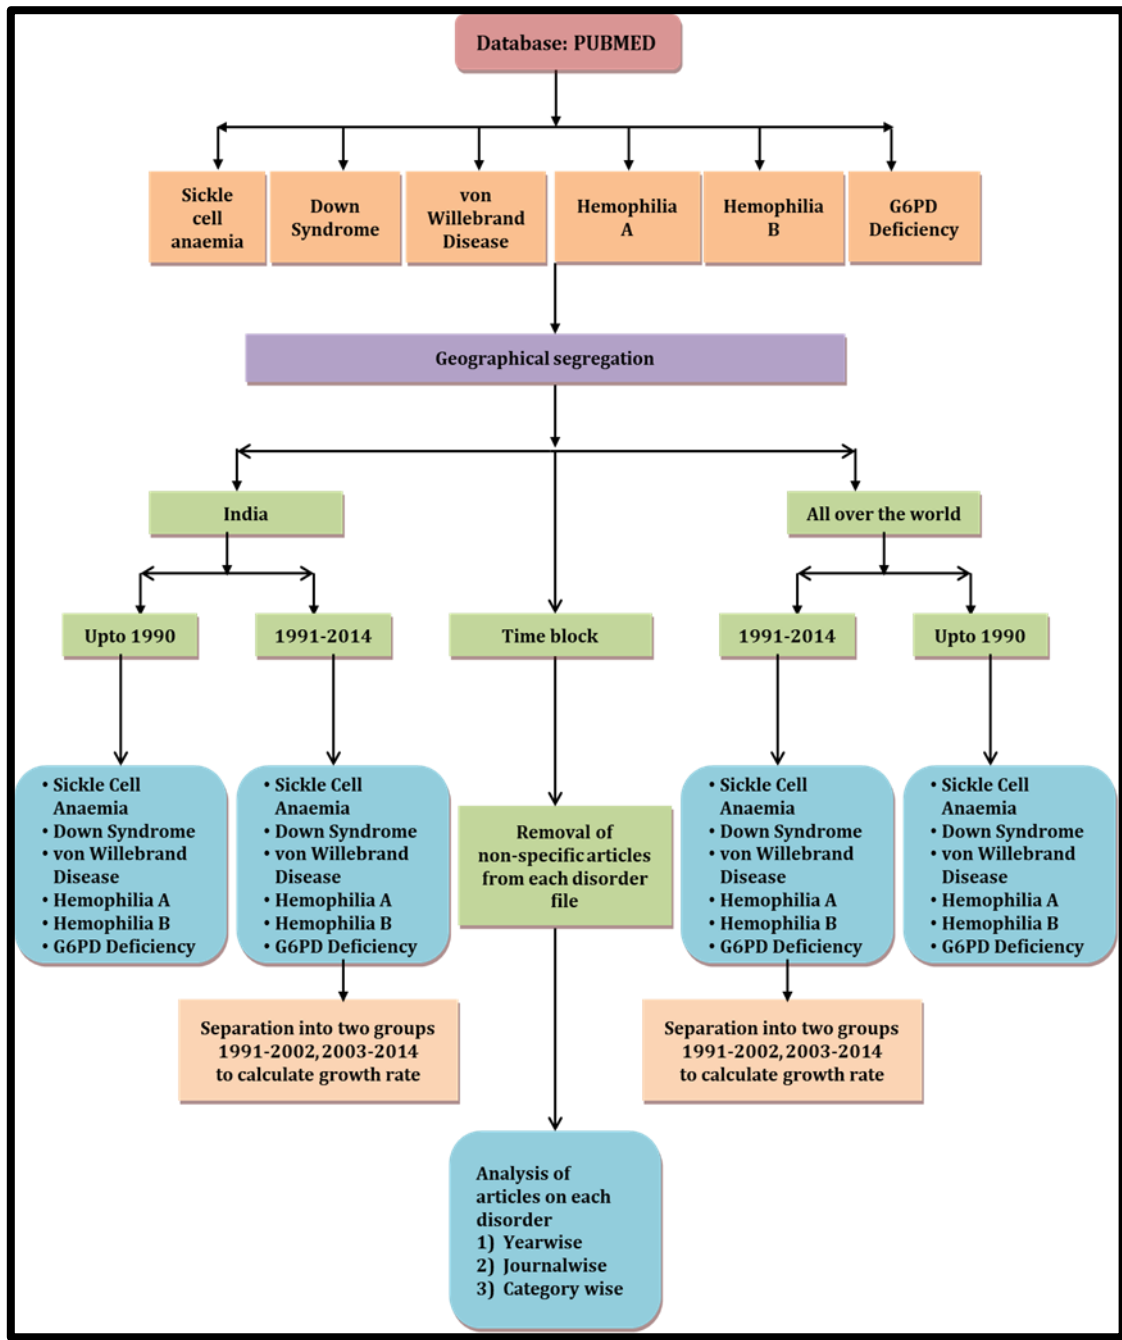 Database: PUBMED
Sickle
cell
anaemia
Down
Syndrome
von
Willebrand
Disease
Hemophilia
A
Hemophilia
B
G6PD
Deficiency
Geographical segregation
India
All over the world
Upto 1990
1991-2014
Time block
1991-2014
Upto 1990
• Sickle Cell
Anaemia
• Down Syndrome
• von Willebrand
Disease
• Hemophilia A
• Hemophilia B
• G6PD Deficiency
• Sickle Cell
Anaemia
• Down Syndrome
• von Willebrand
Disease
• Hemophilia A
• Hemophilia B
• G6PD Deficiency
Removal of
non-specific articles
from each disorder
file
• Sickle Cell
Anaemia
• Down Syndrome
• von Willebrand
Disease
• Hemophilia A
• Hemophilia B
• G6PD Deficiency
• Sickle Cell
Anaemia
• Down Syndrome
• von Willebrand
Disease
• Hemophilia A
• Hemophilia B
• G6PD Deficiency
Separation into two groups
1991-2002, 2003-2014
to calculate growth rate
Separation into two groups
1991-2002, 2003-2014
to calculate growth rate
Analysis of
articles on each
disorder
1) Yearwise
2) Journalwise
3) Category wise